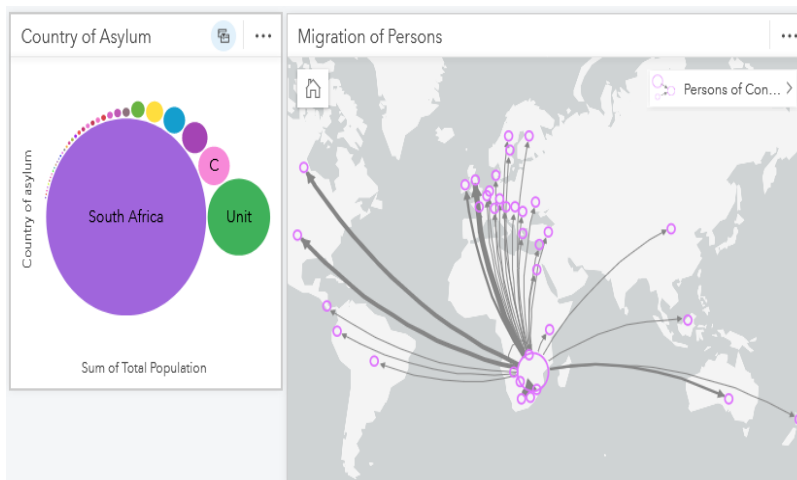 Country of Asylum
Migration of Persons
Persons of Con...
C
South Africa
Unit
Country of asylum
Sum of Total Population